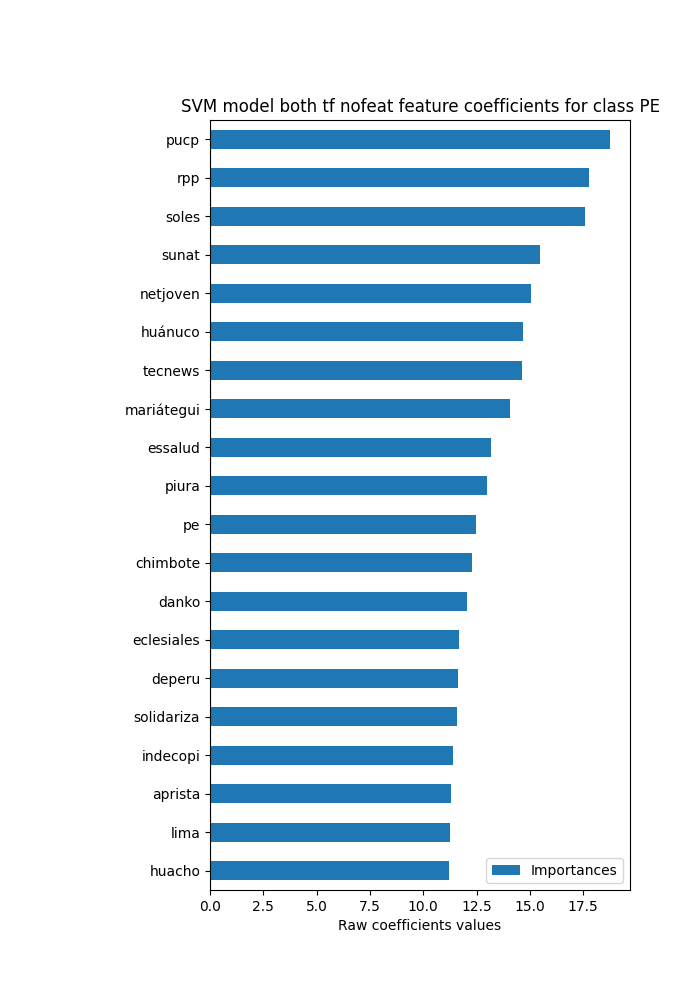 SVM model both tf nofeat feature coefficients for class PE
pucp
rpp
soles
sunat
netjoven
huánuco
tecnews
mariátegui
essalud
piura
pe
chimbote
danko
eclesiales
deperu
solidariza
indecopi
aprista
lima
huacho
Importances
0.0 2.5 5.0 7.5 10.0 12.5 15.0 17.5
Raw coefficients values